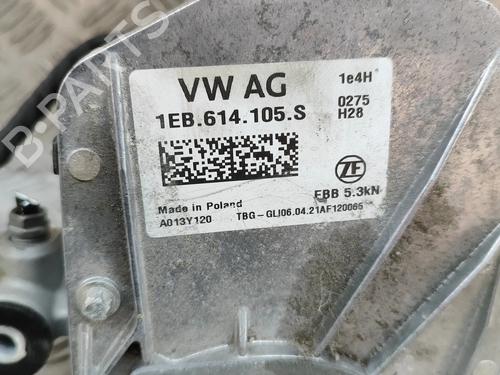 VW AG
1e4H
1EB.614.105.S
0275
H28
ZF
EBB 5.3kN
Made in Poland
A013Y120 TBG-GLI06.04.21AF120065
B-PARTS